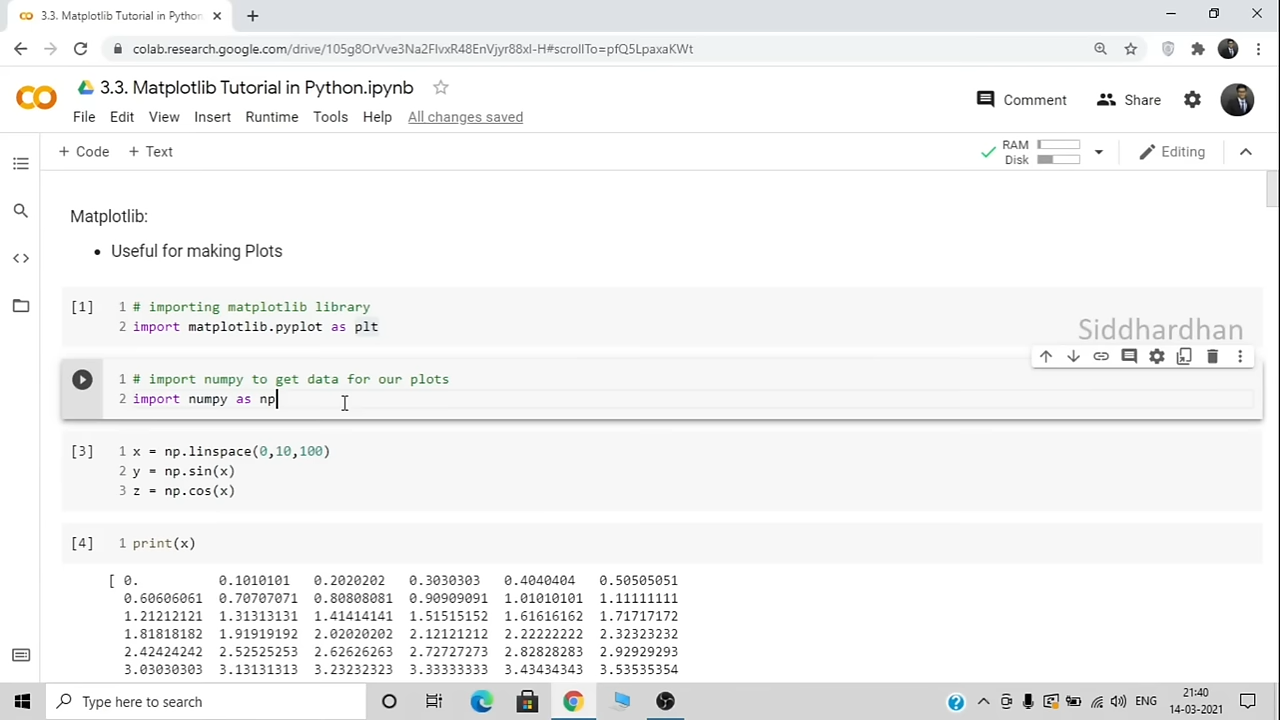 3.3. Matplotlib Tutorial in Python
colab.research.google.com/drive/105g8OrVve3Na2FlvxR48EnVjyr88xl-H#scrollTo=pfQ5LpaxaKWt
3.3. Matplotlib Tutorial in Python.ipynb
Comment
Share
File Edit View Insert Runtime Tools Help All changes saved
+ Code + Text
RAM
Disk
Editing
Matplotlib:
• Useful for making Plots
[1] 1 # importing matplotlib library
2 import matplotlib.pyplot as plt
Siddhardhan
1 # import numpy to get data for our plots
2 import numpy as np
[3] 1 x = np.linspace(0,10,100)
2 y = np.sin(x)
3 z = np.cos(x)
[4] 1 print(x)
[ 0. 0.1010101 0.2020202 0.3030303 0.4040404 0.50505051
0.60606061 0.70707071 0.80808081 0.90909091 1.01010101 1.11111111
1.21212121 1.31313131 1.41414141 1.51515152 1.61616162 1.71717172
1.81818182 1.91919192 2.02020202 2.12121212 2.22222222 2.32323232
2.42424242 2.52525253 2.62626263 2.72727273 2.82828283 2.92929293
3.03030303 3.13131313 3.23232323 3.33333333 3.43434343 3.53535354
Type here to search
ENG
21:40
14-03-2021